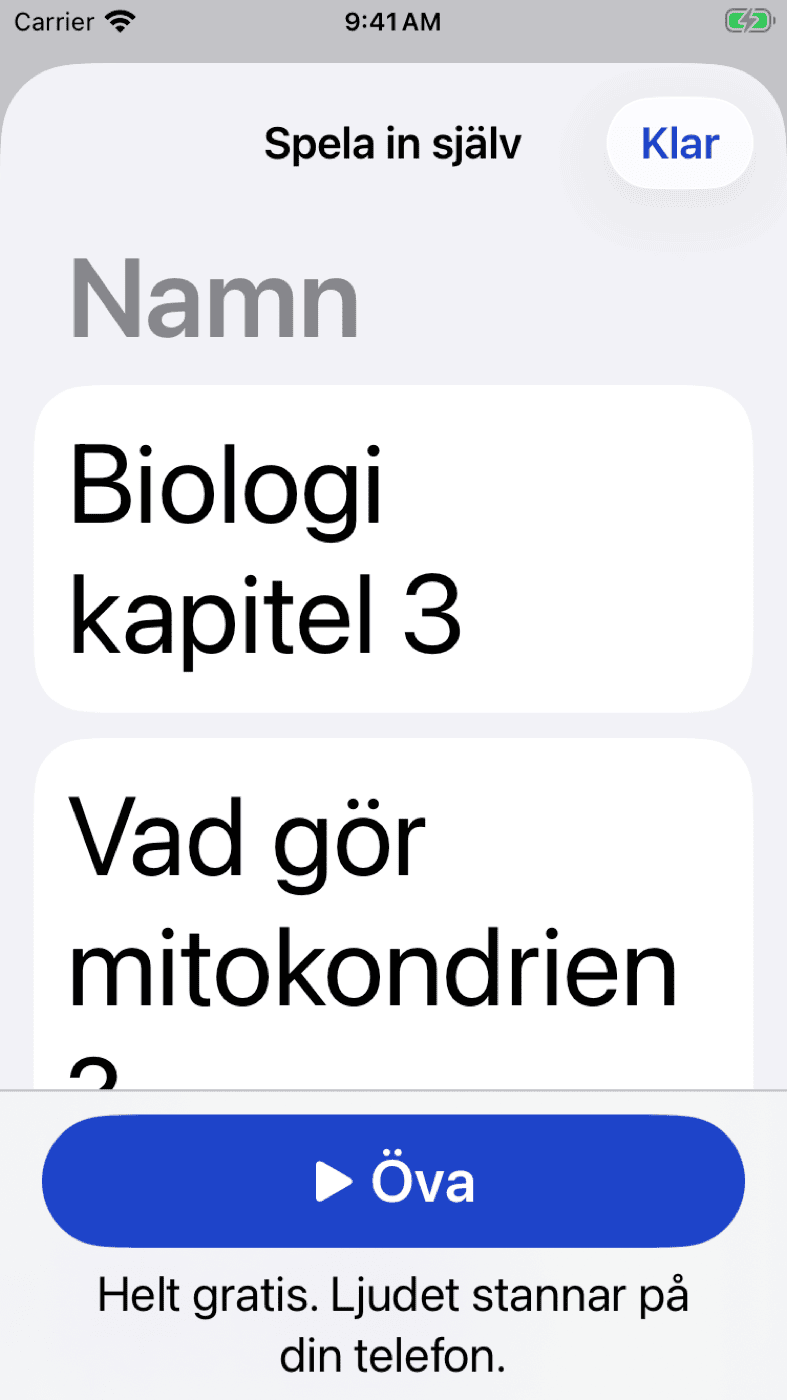 Carrier 9:41 AM
Spela in själv
Klar
Namn
Biologi
kapitel 3
Vad gör
mitokondrien
?
Öva
Helt gratis. Ljudet stannar på
din telefon.